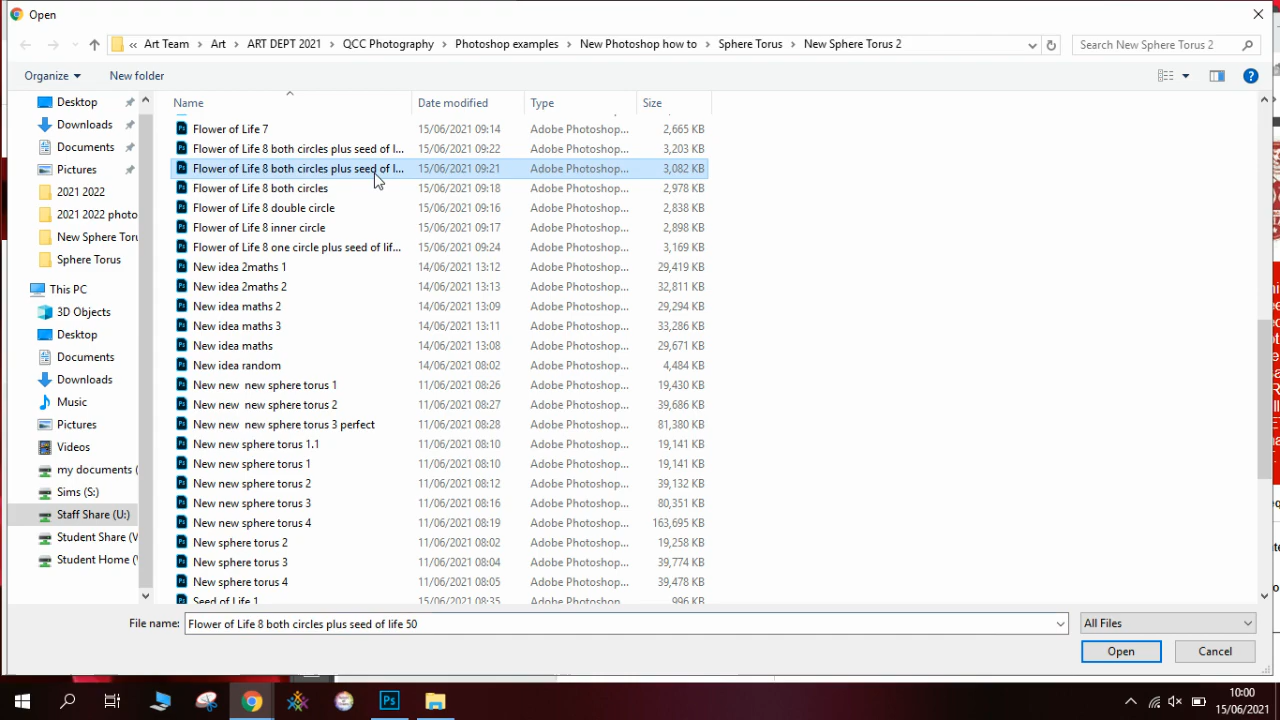 Open
« Art Team > Art > ART DEPT 2021 > QCC Photography > Photoshop examples > New Photoshop how to > Sphere Torus > New Sphere Torus 2
Search New Sphere Torus 2
Organize
New folder
Desktop
Downloads
Documents
Pictures
2021 2022
2021 2022 photo
New Sphere Toru
Sphere Torus
This PC
3D Objects
Desktop
Documents
Downloads
Music
Pictures
Videos
my documents (
Sims (S:)
Staff Share (U:)
Student Share (V
Student Home (
Name Date modified Type Size
Flower of Life 7 15/06/2021 09:14 Adobe Photoshop... 2,665 KB
Flower of Life 8 both circles plus seed of l... 15/06/2021 09:22 Adobe Photoshop... 3,203 KB
Flower of Life 8 both circles plus seed of l... 15/06/2021 09:21 Adobe Photoshop... 3,082 KB
Flower of Life 8 both circles 15/06/2021 09:18 Adobe Photoshop... 2,978 KB
Flower of Life 8 double circle 15/06/2021 09:16 Adobe Photoshop... 2,838 KB
Flower of Life 8 inner circle 15/06/2021 09:17 Adobe Photoshop... 2,898 KB
Flower of Life 8 one circle plus seed of lif... 15/06/2021 09:24 Adobe Photoshop... 3,169 KB
New idea 2maths 1 14/06/2021 13:12 Adobe Photoshop... 29,419 KB
New idea 2maths 2 14/06/2021 13:13 Adobe Photoshop... 32,811 KB
New idea maths 2 14/06/2021 13:09 Adobe Photoshop... 29,294 KB
New idea maths 3 14/06/2021 13:11 Adobe Photoshop... 33,286 KB
New idea maths 14/06/2021 13:08 Adobe Photoshop... 29,671 KB
New idea random 14/06/2021 08:02 Adobe Photoshop... 4,484 KB
New new  new sphere torus 1 11/06/2021 08:26 Adobe Photoshop... 19,430 KB
New new  new sphere torus 2 11/06/2021 08:27 Adobe Photoshop... 39,686 KB
New new  new sphere torus 3 perfect 11/06/2021 08:28 Adobe Photoshop... 81,380 KB
New new sphere torus 1.1 11/06/2021 08:10 Adobe Photoshop... 19,141 KB
New new sphere torus 1 11/06/2021 08:10 Adobe Photoshop... 19,141 KB
New new sphere torus 2 11/06/2021 08:12 Adobe Photoshop... 39,132 KB
New new sphere torus 3 11/06/2021 08:16 Adobe Photoshop... 80,351 KB
New new sphere torus 4 11/06/2021 08:19 Adobe Photoshop... 163,695 KB
New sphere torus 2 11/06/2021 08:02 Adobe Photoshop... 19,258 KB
New sphere torus 3 11/06/2021 08:04 Adobe Photoshop... 39,774 KB
New sphere torus 4 11/06/2021 08:05 Adobe Photoshop... 39,478 KB
Seed of Life 1 15/06/2021 08:35 Adobe Photoshop... 996 KB
File name: Flower of Life 8 both circles plus seed of life 50
All Files
Open
Cancel
10:00
15/06/2021